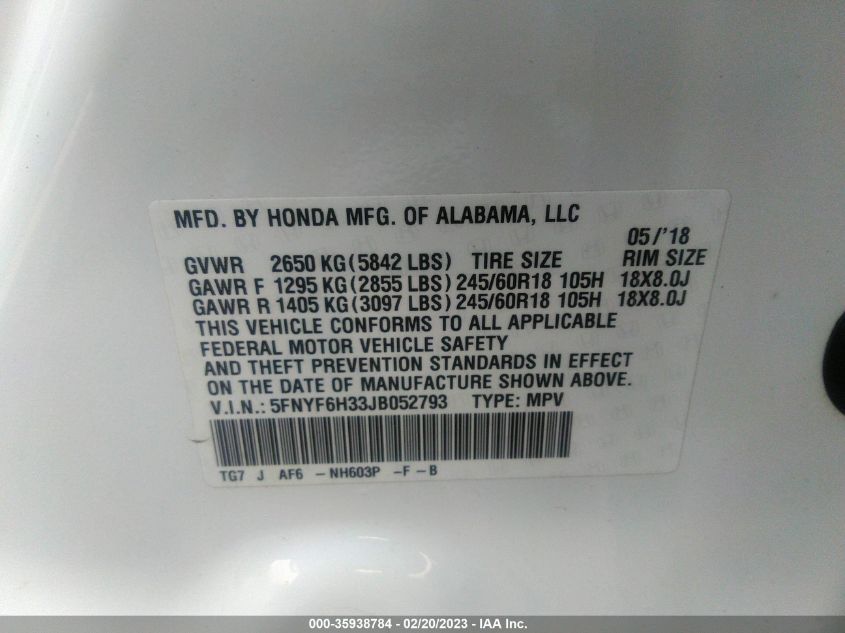 MFD. BY HONDA MFG. OF ALABAMA, LLC
05/'18
GVWR 2650 KG (5842 LBS) TIRE SIZE RIM SIZE
GAWR F 1295 KG (2855 LBS) 245/60R18 105H 18X8.0J
GAWR R 1405 KG (3097 LBS) 245/60R18 105H 18X8.0J
THIS VEHICLE CONFORMS TO ALL APPLICABLE
FEDERAL MOTOR VEHICLE SAFETY
AND THEFT PREVENTION STANDARDS IN EFFECT
ON THE DATE OF MANUFACTURE SHOWN ABOVE.
V.I.N.: 5FNYF6H33JB052793 TYPE: MPV
TG7 J AF6 -NH603P -F-B
000-35938784 - 02/20/2023 - IAA Inc.